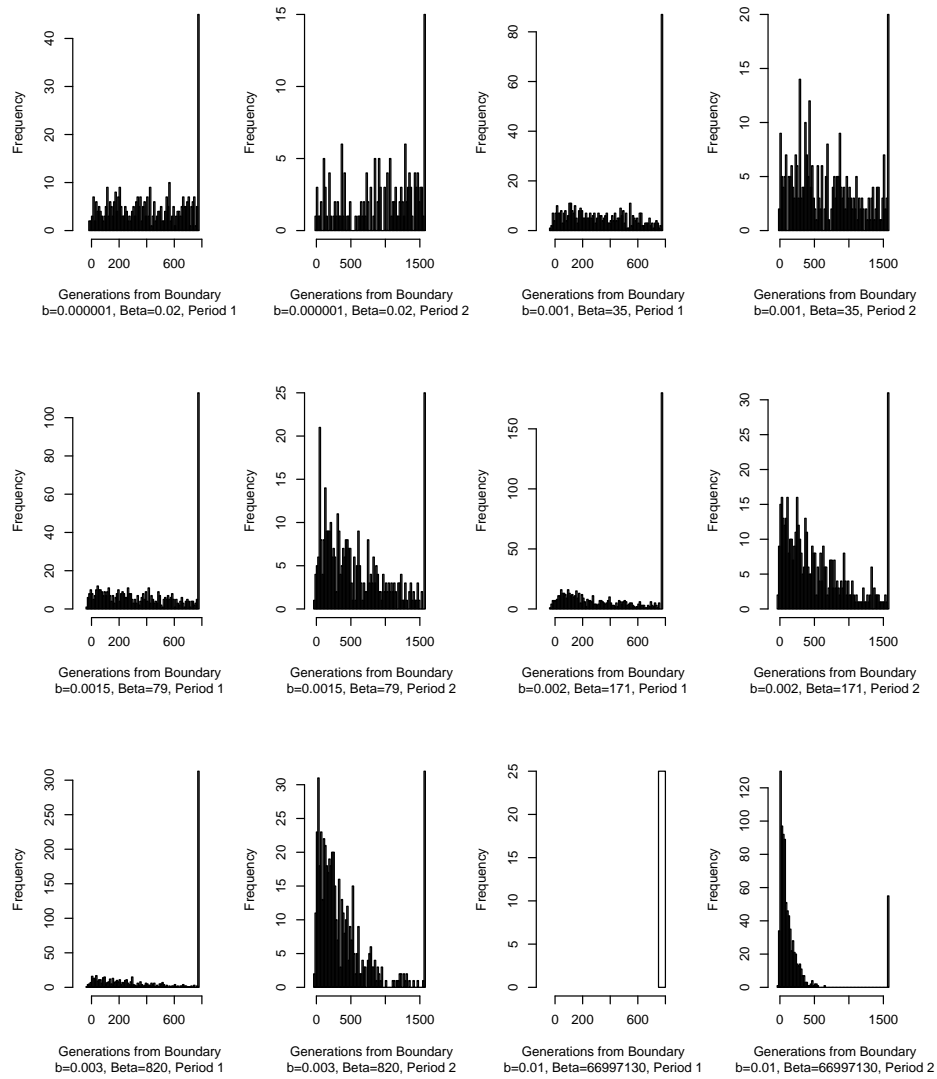 Frequency
0 10 20 30 40
0 200 600
Generations from Boundary
b=0.000001, Beta=0.02, Period 1
Frequency
0 5 10 15
0 500 1500
Generations from Boundary
b=0.000001, Beta=0.02, Period 2
Frequency
0 20 40 60 80
0 200 600
Generations from Boundary
b=0.001, Beta=35, Period 1
Frequency
0 5 10 15 20
0 500 1500
Generations from Boundary
b=0.001, Beta=35, Period 2
Frequency
0 20 40 60 80 100
0 200 600
Generations from Boundary
b=0.0015, Beta=79, Period 1
Frequency
0 5 10 15 20 25
0 500 1500
Generations from Boundary
b=0.0015, Beta=79, Period 2
Frequency
0 50 100 150
0 200 600
Generations from Boundary
b=0.002, Beta=171, Period 1
Frequency
0 5 10 15 20 25 30
0 500 1500
Generations from Boundary
b=0.002, Beta=171, Period 2
Frequency
0 50 100 150 200 250 300
0 200 600
Generations from Boundary
b=0.003, Beta=820, Period 1
Frequency
0 5 10 15 20 25 30
0 500 1500
Generations from Boundary
b=0.003, Beta=820, Period 2
Frequency
0 5 10 15 20 25
0 200 600
Generations from Boundary
b=0.01, Beta=66997130, Period 1
Frequency
0 20 40 60 80 100 120
0 500 1500
Generations from Boundary
b=0.01, Beta=66997130, Period 2